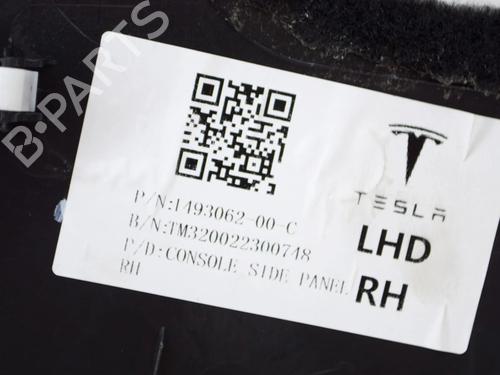 B-PARTS
TESLA
P/N:1493062-00-C
B/N:TM320022300748
P/D:CONSOLE SIDE PANEL
RH
LHD
RH